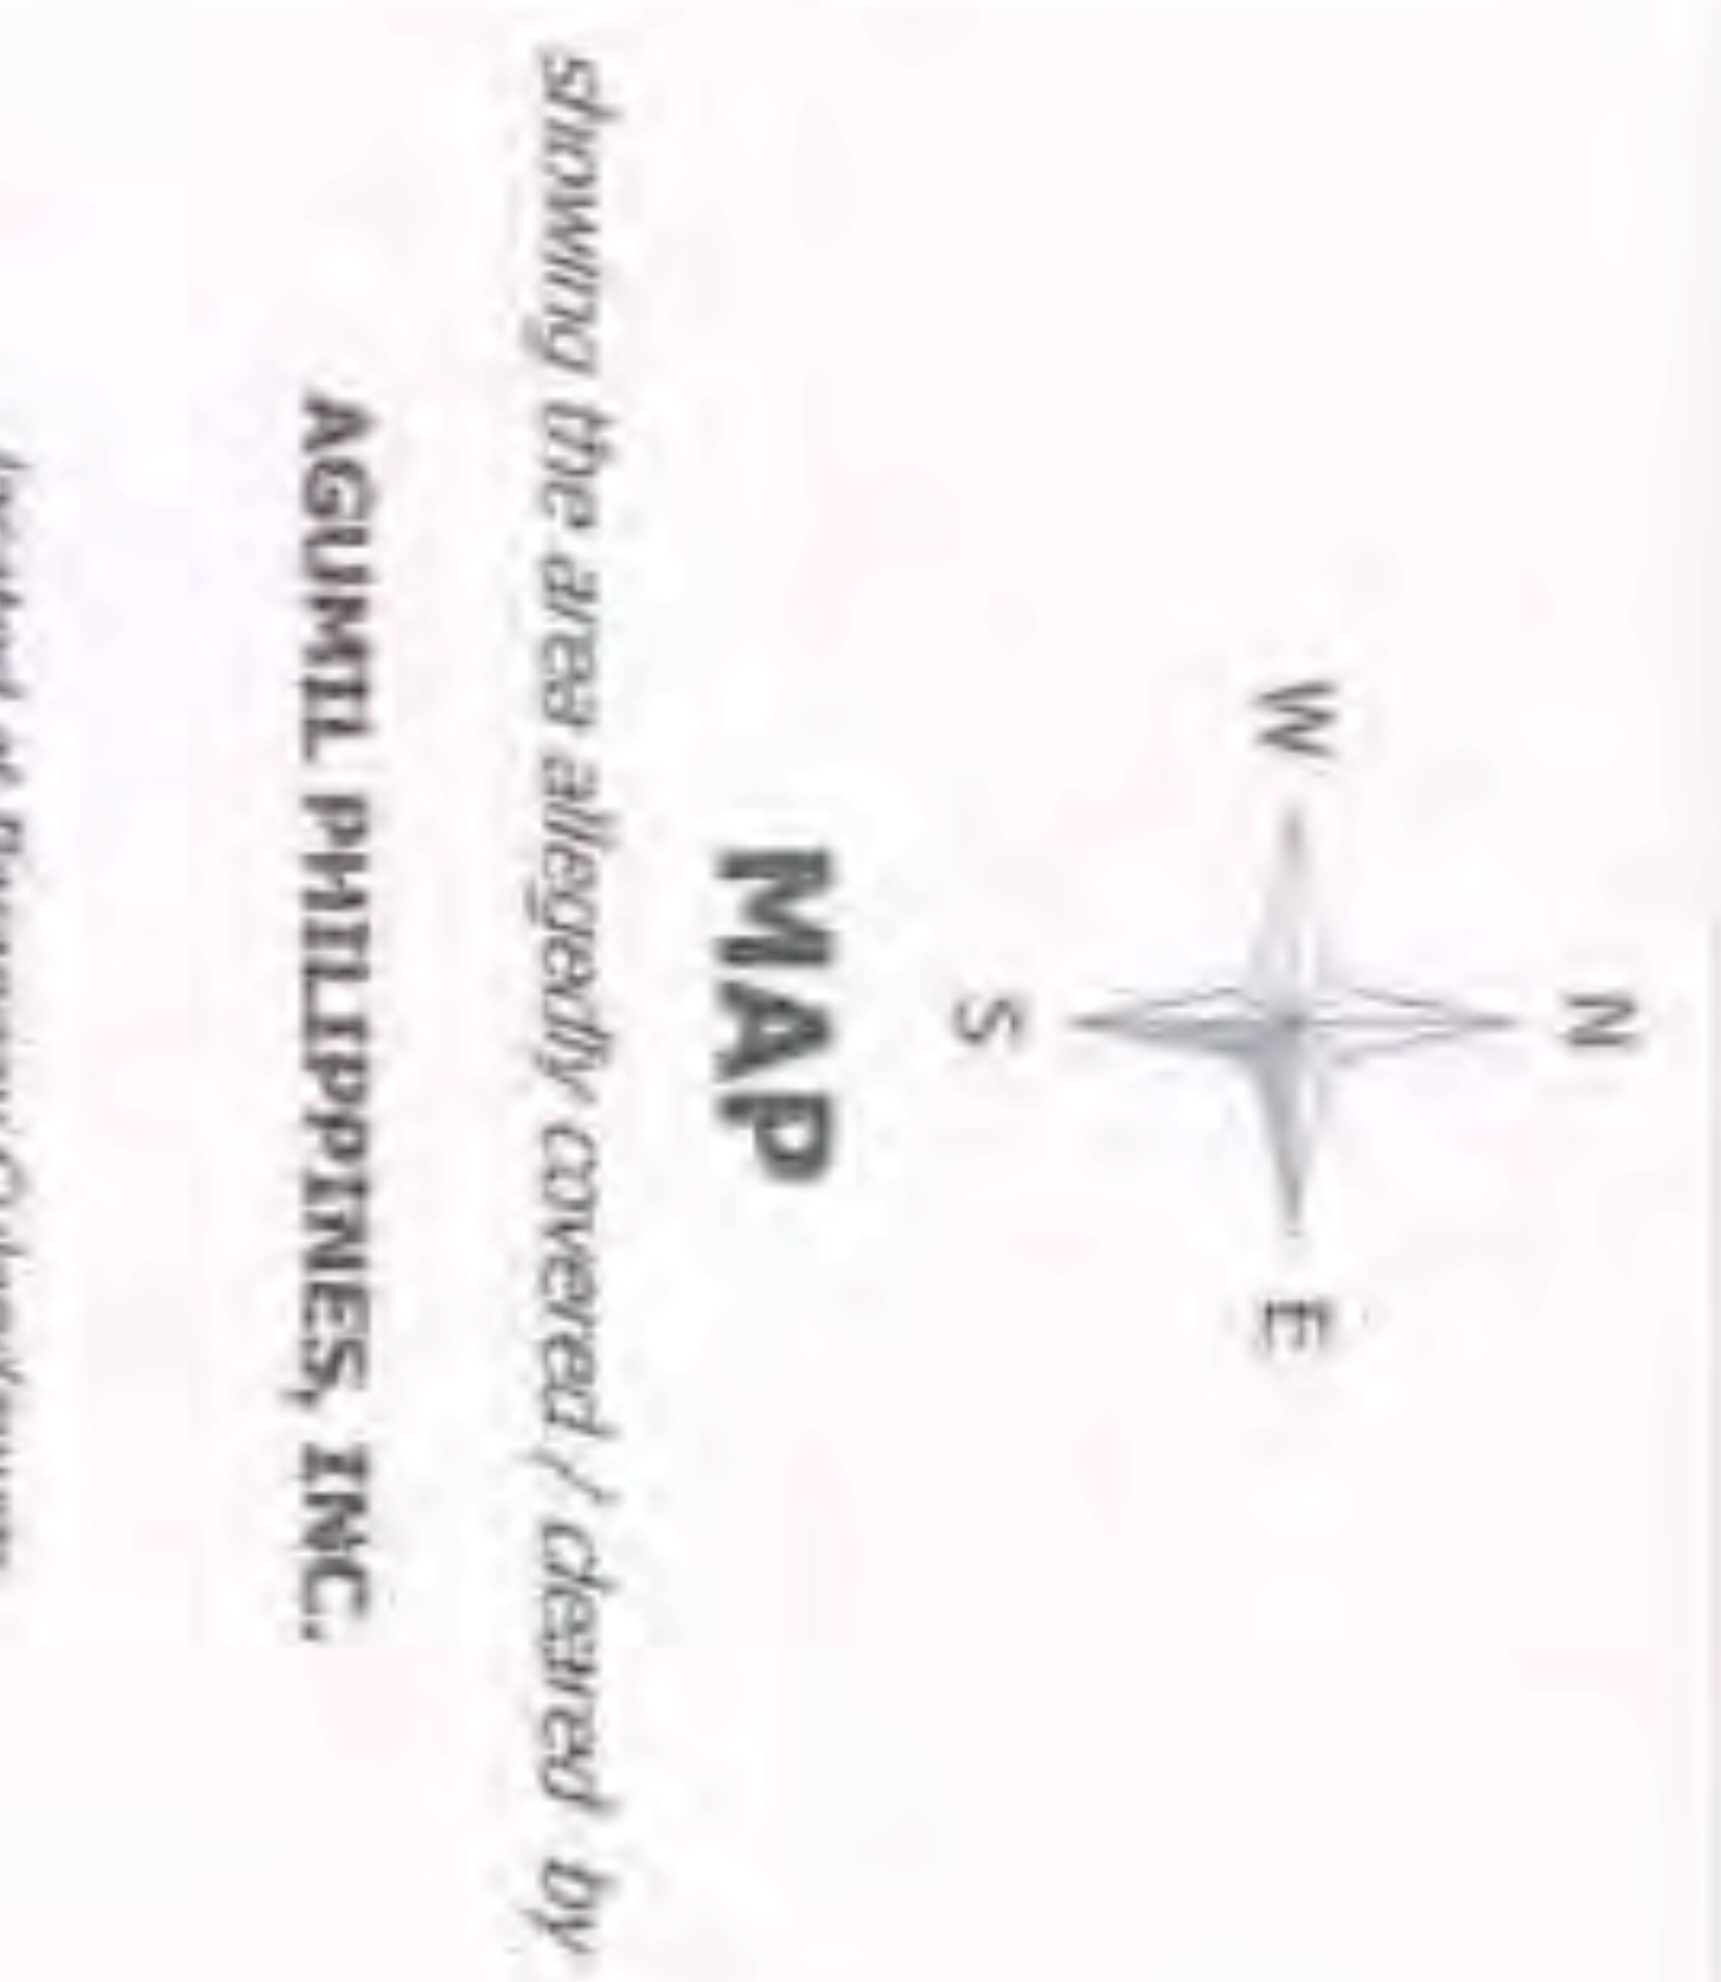 N
W
E
S
MAP
showing the area allegedly covered / cleared by
AGUMIL PHILIPPINES, INC.